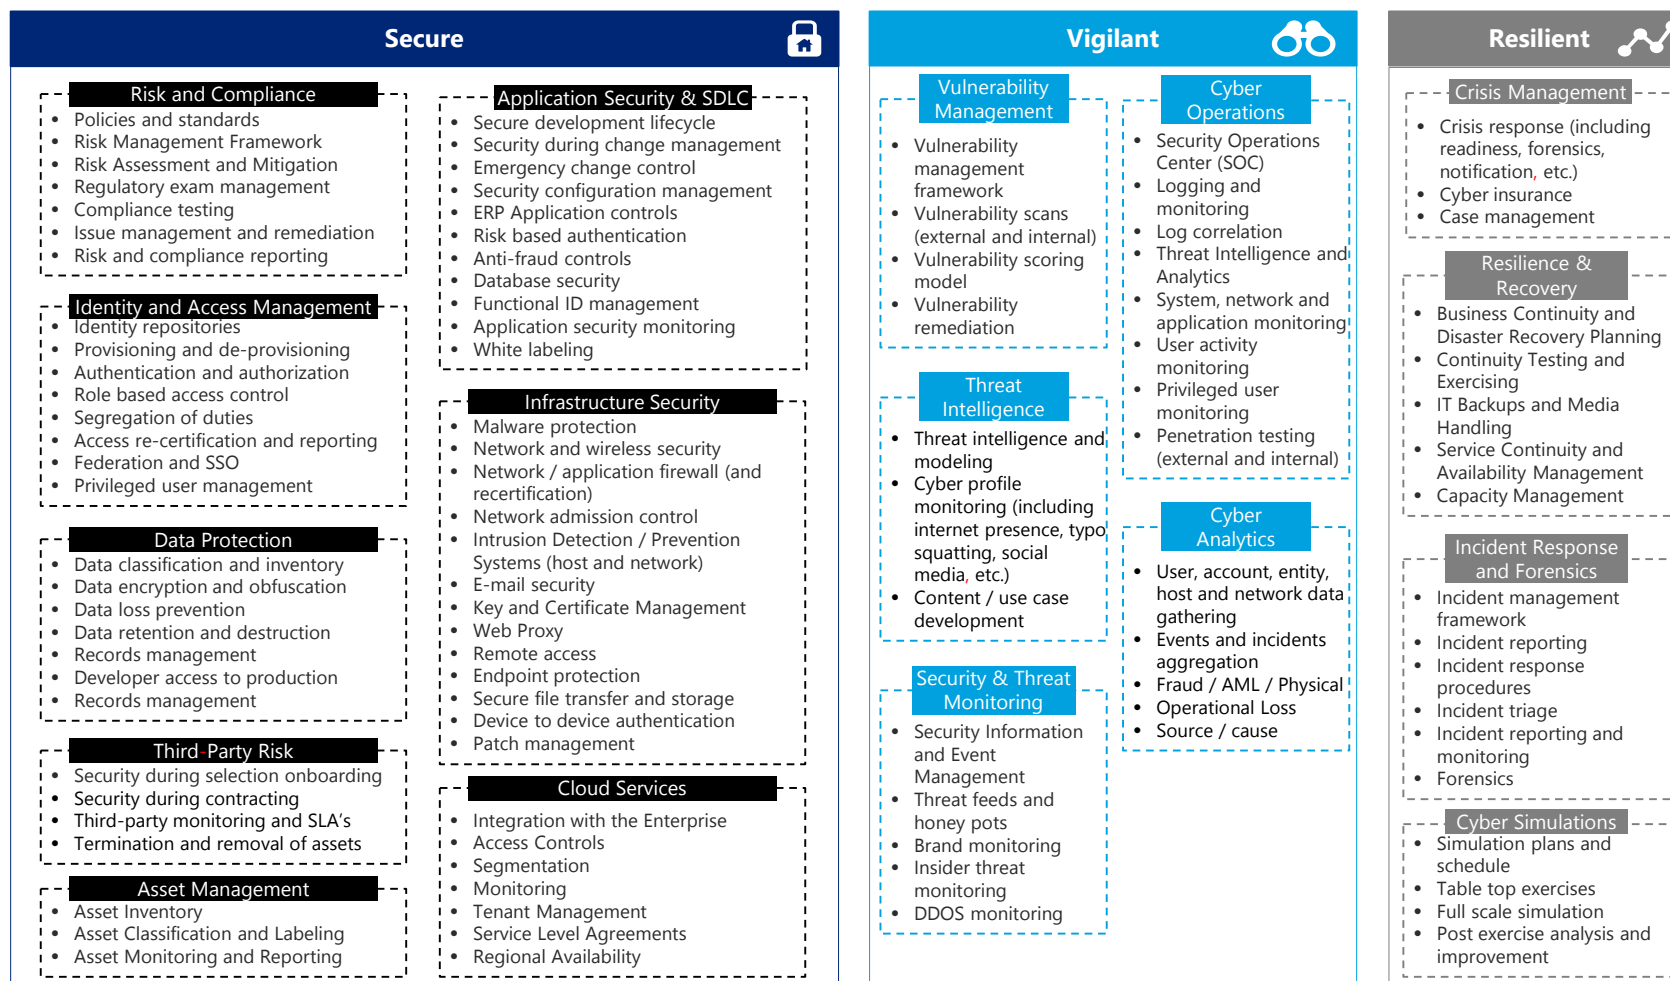 Secure
Risk and Compliance
• Policies and standards
• Risk Management Framework
• Risk Assessment and Mitigation
• Regulatory exam management
• Compliance testing
• Issue management and remediation
• Risk and compliance reporting
Identity and Access Management
• Identity repositories
• Provisioning and de-provisioning
• Authentication and authorization
• Role based access control
• Segregation of duties
• Access re-certification and reporting
• Federation and SSO
• Privileged user management
Data Protection
• Data classification and inventory
• Data encryption and obfuscation
• Data loss prevention
• Data retention and destruction
• Records management
• Developer access to production
• Records management
Third-Party Risk
• Security during selection onboarding
• Security during contracting
• Third-party monitoring and SLA's
• Termination and removal of assets
Asset Management
• Asset Inventory
• Asset Classification and Labeling
• Asset Monitoring and Reporting
Application Security & SDLC
• Secure development lifecycle
• Security during change management
• Emergency change control
• Security configuration management
• ERP Application controls
• Risk based authentication
• Anti-fraud controls
• Database security
• Functional ID management
• Application security monitoring
• White labeling
Infrastructure Security
• Malware protection
• Network and wireless security
• Network / application firewall (and
recertification)
• Network admission control
• Intrusion Detection / Prevention
Systems (host and network)
• E-mail security
• Key and Certificate Management
• Web Proxy
• Remote access
• Endpoint protection
• Secure file transfer and storage
• Device to device authentication
• Patch management
Cloud Services
• Integration with the Enterprise
• Access Controls
• Segmentation
• Monitoring
• Tenant Management
• Service Level Agreements
• Regional Availability
Vigilant
Vulnerability
Management
• Vulnerability
management
framework
• Vulnerability scans
(external and internal)
• Vulnerability scoring
model
• Vulnerability
remediation
Threat
Intelligence
• Threat intelligence and
modeling
• Cyber profile
monitoring (including
internet presence, typo
squatting, social
media, etc.)
• Content / use case
development
Security & Threat
Monitoring
• Security Information
and Event
Management
• Threat feeds and
honey pots
• Brand monitoring
• Insider threat
monitoring
• DDOS monitoring
Cyber
Operations
• Security Operations
Center (SOC)
• Logging and
monitoring
• Log correlation
• Threat Intelligence and
Analytics
• System, network and
application monitoring
• User activity
monitoring
• Privileged user
monitoring
• Penetration testing
(external and internal)
Cyber
Analytics
• User, account, entity,
host and network data
gathering
• Events and incidents
aggregation
• Fraud / AML / Physical
• Operational Loss
• Source / cause
Resilient
Crisis Management
• Crisis response (including
readiness, forensics,
notification, etc.)
• Cyber insurance
• Case management
Resilience &
Recovery
• Business Continuity and
Disaster Recovery Planning
• Continuity Testing and
Exercising
• IT Backups and Media
Handling
• Service Continuity and
Availability Management
• Capacity Management
Incident Response
and Forensics
• Incident management
framework
• Incident reporting
• Incident response
procedures
• Incident triage
• Incident reporting and
monitoring
• Forensics
Cyber Simulations
• Simulation plans and
schedule
• Table top exercises
• Full scale simulation
• Post exercise analysis and
improvement